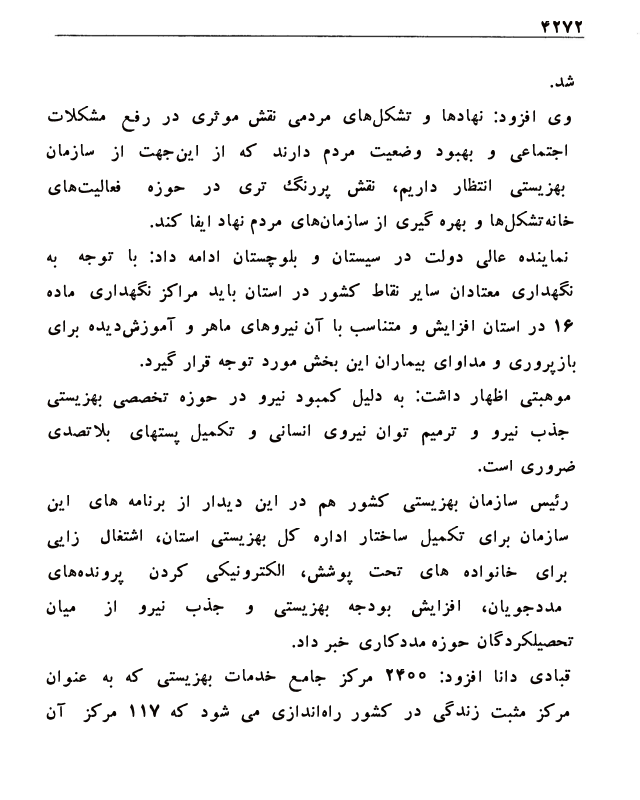 ۴۲۷۲
شد.
وی افزود: نهادها و تشکل‌های مردمی نقش موثری در رفع مشکلات
اجتماعی و بهبود وضعیت مردم دارند که از این‌جهت از سازمان
بهزیستی انتظار داریم، نقش پررنگ تری در حوزه فعالیت‌های
خانه‌تشکل‌ها و بهره گیری از سازمان‌های مردم نهاد ایفا کند.
نماینده عالی دولت در سیستان و بلوچستان ادامه داد: با توجه به
نگهداری معتادان سایر نقاط کشور در استان باید مراکز نگهداری ماده
۱۶ در استان افزایش و متناسب با آن نیروهای ماهر و آموزش‌دیده برای
بازپروری و مداوای بیماران این بخش مورد توجه قرار گیرد.
موهبتی اظهار داشت: به دلیل کمبود نیرو در حوزه تخصصی بهزیستی
جذب نیرو و ترمیم توان نیروی انسانی و تکمیل پستهای بلاتصدی
ضروری است.
رئیس سازمان بهزیستی کشور هم در این دیدار از برنامه های این
سازمان برای تکمیل ساختار اداره کل بهزیستی استان، اشتغال زایی
برای خانواده های تحت پوشش، الکترونیکی کردن پرونده‌های
مددجویان، افزایش بودجه بهزیستی و جذب نیرو از میان
تحصیلکردگان حوزه مددکاری خبر داد.
قبادی دانا افزود: ۲۴۰۰ مرکز جامع خدمات بهزیستی که به عنوان
مرکز مثبت زندگی در کشور راه‌اندازی می شود که ۱۱۷ مرکز آن